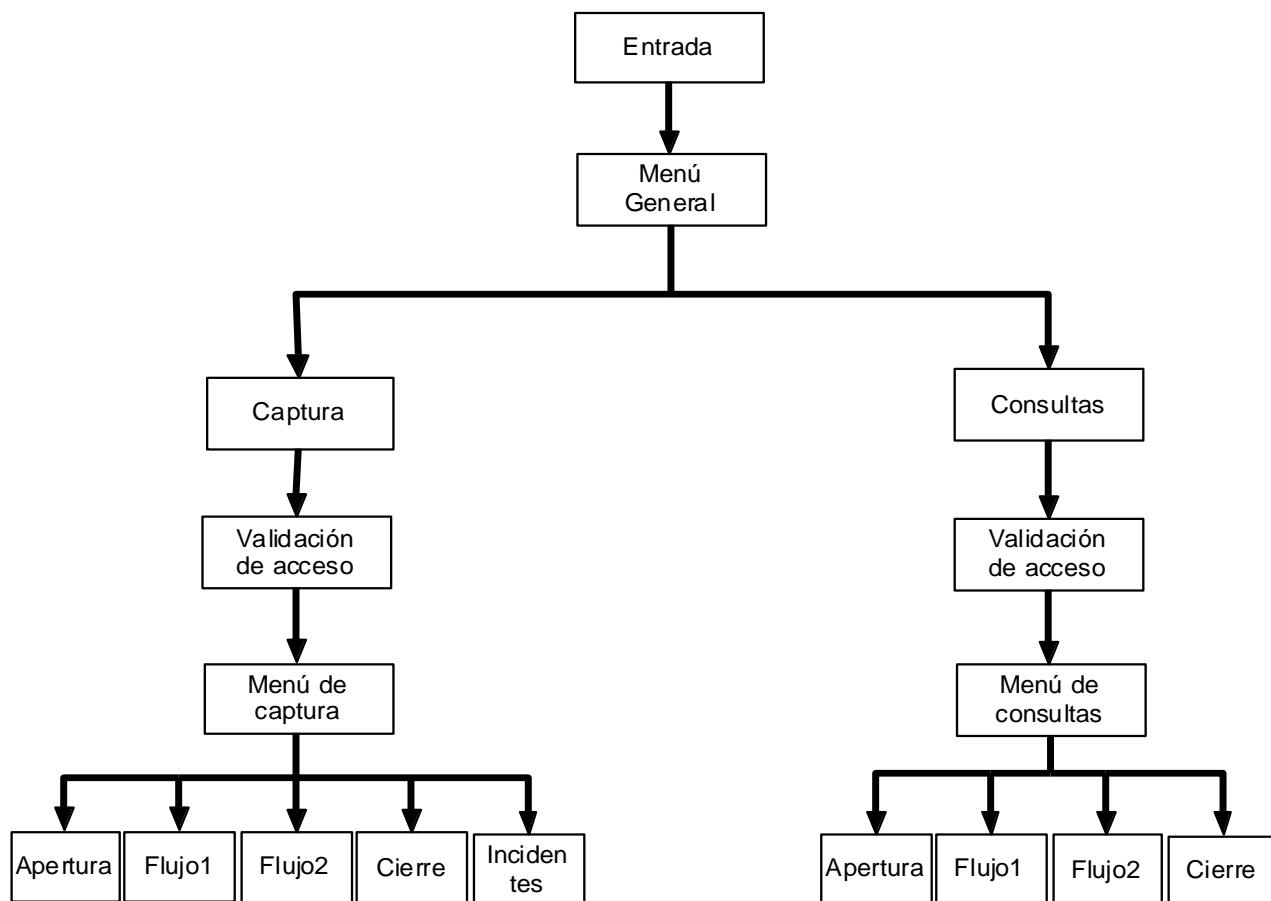 Entrada
Menú
General
Captura
Consultas
Validación
de acceso
Validación
de acceso
Menú de
captura
Menú de
consultas
Apertura
Flujo1
Flujo2
Cierre
Inciden
tes
Apertura
Flujo1
Flujo2
Cierre